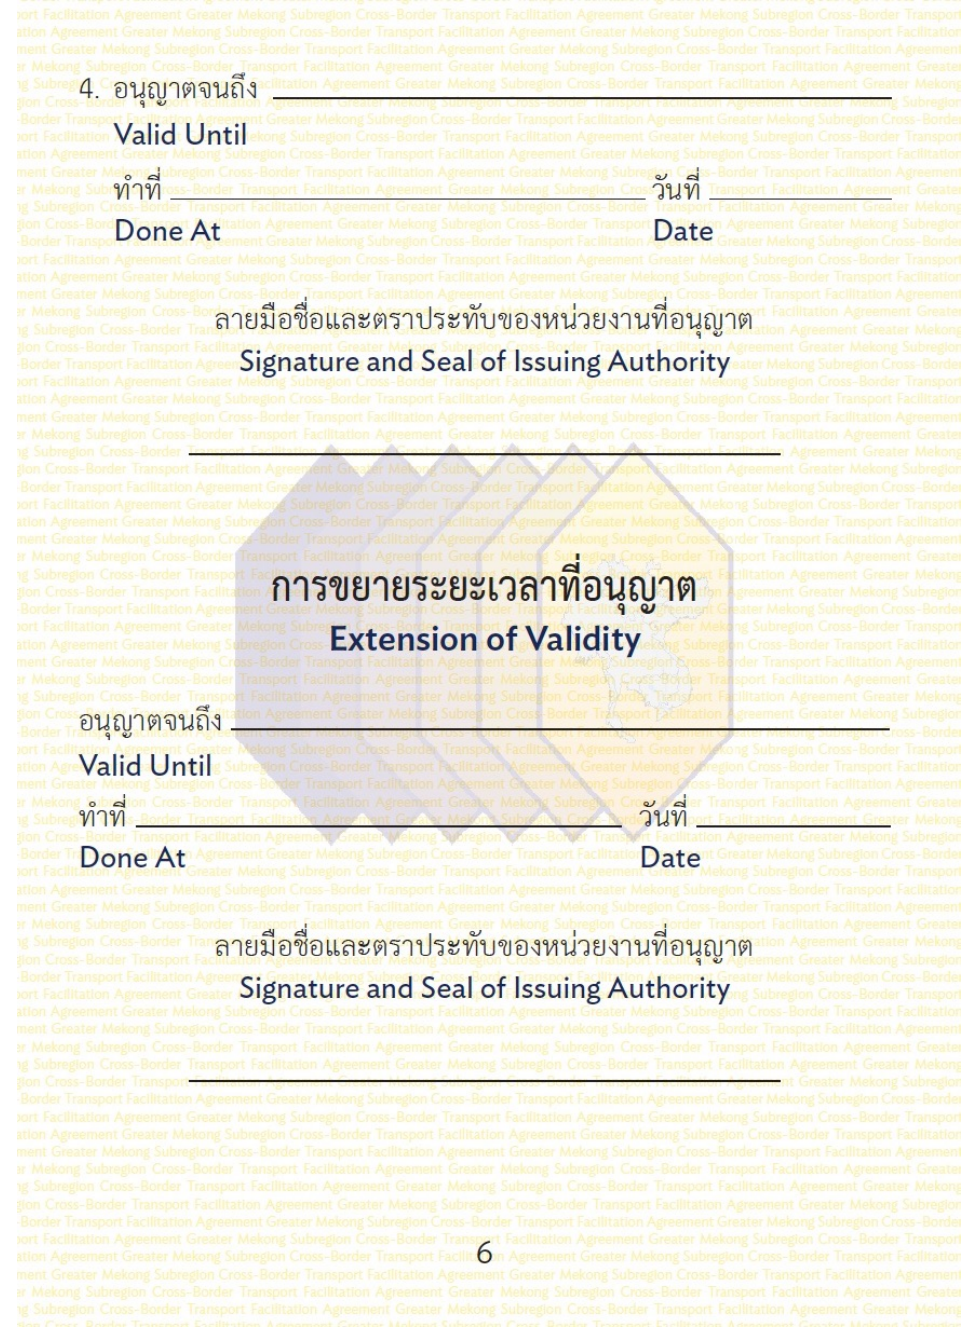 4. อนุญาตจนถึง
Valid Until
ทำที่ วันที่
Done At Date
ลายมือชื่อและตราประทับของหน่วยงานที่อนุญาต
Signature and Seal of Issuing Authority
การขยายระยะเวลาที่อนุญาต
Extension of Validity
อนุญาตจนถึง
Valid Until
ทำที่ วันที่
Done At Date
ลายมือชื่อและตราประทับของหน่วยงานที่อนุญาต
Signature and Seal of Issuing Authority
6